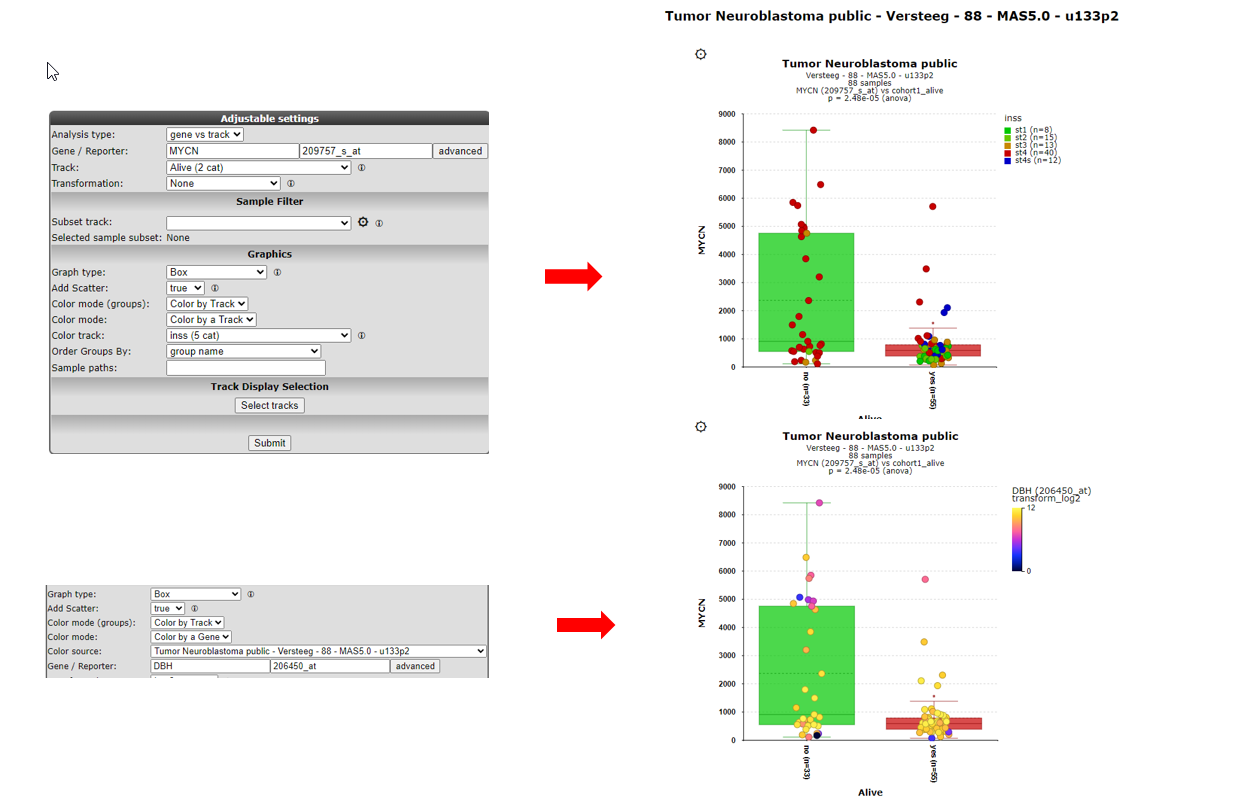 Tumor Neuroblastoma public - Versteeg - 88 - MAS5.0 - u133p2
Adjustable settings
Analysis type: gene vs track
Gene / Reporter: MYCN 209757_s_at advanced
Track: Alive (2 cat)
Transformation: None
Sample Filter
Subset track:
Selected sample subset: None
Graphics
Graph type: Box
Add Scatter: true
Color mode (groups): Color by Track
Color mode: Color by a Track
Color track: inss (5 cat)
Order Groups By: group name
Sample paths:
Track Display Selection
Select tracks
Submit
Tumor Neuroblastoma public
Versteeg - 88 - MAS5.0 - u133p2
88 samples
MYCN (209757_s_at) vs cohort1_alive
p = 2.48e-05 (anova)
9000
8000
7000
6000
5000
4000
3000
2000
1000
0
MYCN
no (n=33)
yes (n=55)
Alive
inss
st1 (n=8)
st2 (n=15)
st3 (n=13)
st4 (n=40)
st4s (n=12)
Graph type: Box
Add Scatter: true
Color mode (groups): Color by Track
Color mode: Color by a Gene
Color source: Tumor Neuroblastoma public - Versteeg - 88 - MAS5.0 - u133p2
Gene / Reporter: DBH 206450_at advanced
Tumor Neuroblastoma public
Versteeg - 88 - MAS5.0 - u133p2
88 samples
MYCN (209757_s_at) vs cohort1_alive
p = 2.48e-05 (anova)
9000
8000
7000
6000
5000
4000
3000
2000
1000
0
MYCN
no (n=33)
yes (n=55)
Alive
DBH (206450_at)
transform_log2
12
0